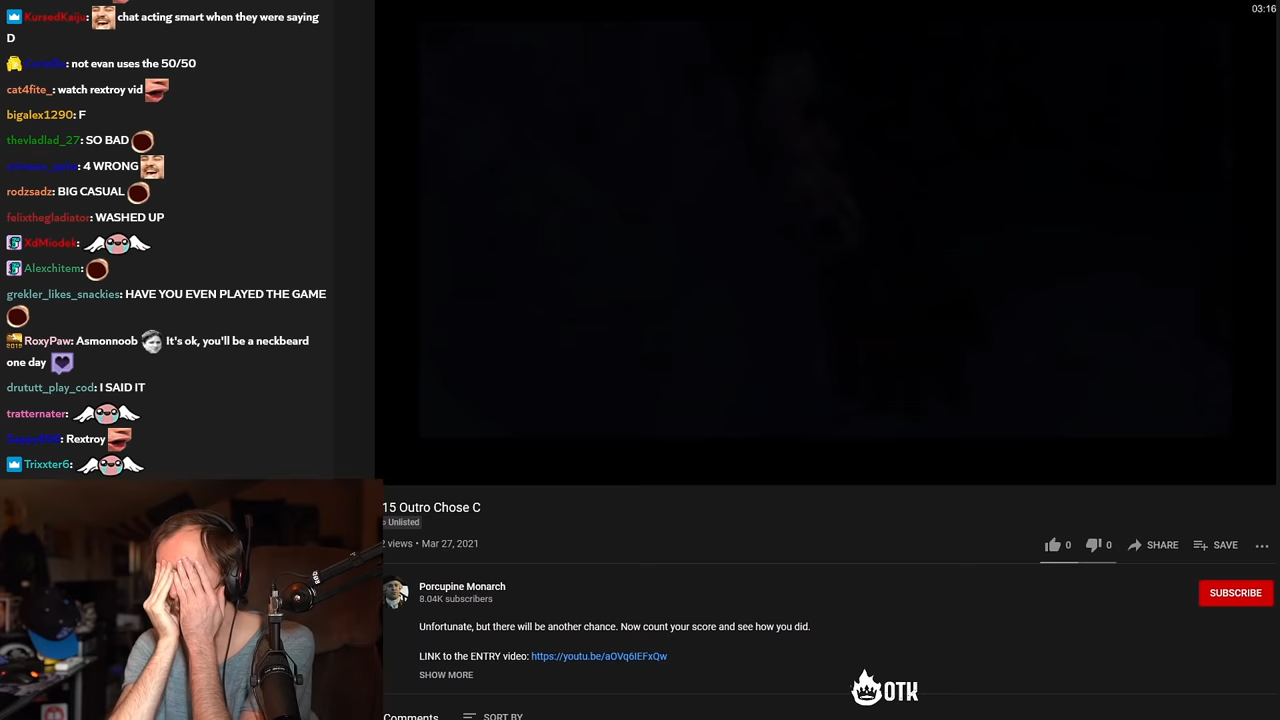 KursedKaiju: chat acting smart when they were saying
D
: not evan uses the 50/50
cat4fite_: watch rextroy vid
bigalex1290: F
thevladlad_27: SO BAD
: 4 WRONG
rodzsadz: BIG CASUAL
felixthegladiator: WASHED UP
XdMiodek:
Alexchitem:
grekler_likes_snackies: HAVE YOU EVEN PLAYED THE GAME
RoxyPaw: Asmonnoob It's ok, you'll be a neckbeard
one day
drututt_play_cod: I SAID IT
tratternater:
: Rextroy
Trixxter6:
03:16
15 Outro Chose C
Unlisted
2 views • Mar 27, 2021
0
0
SHARE
SAVE
Porcupine Monarch
8.04K subscribers
SUBSCRIBE
Unfortunate, but there will be another chance. Now count your score and see how you did.
LINK to the ENTRY video: https://youtu.be/aOVq6IEFxQw
SHOW MORE
OTK
Comments
SORT BY